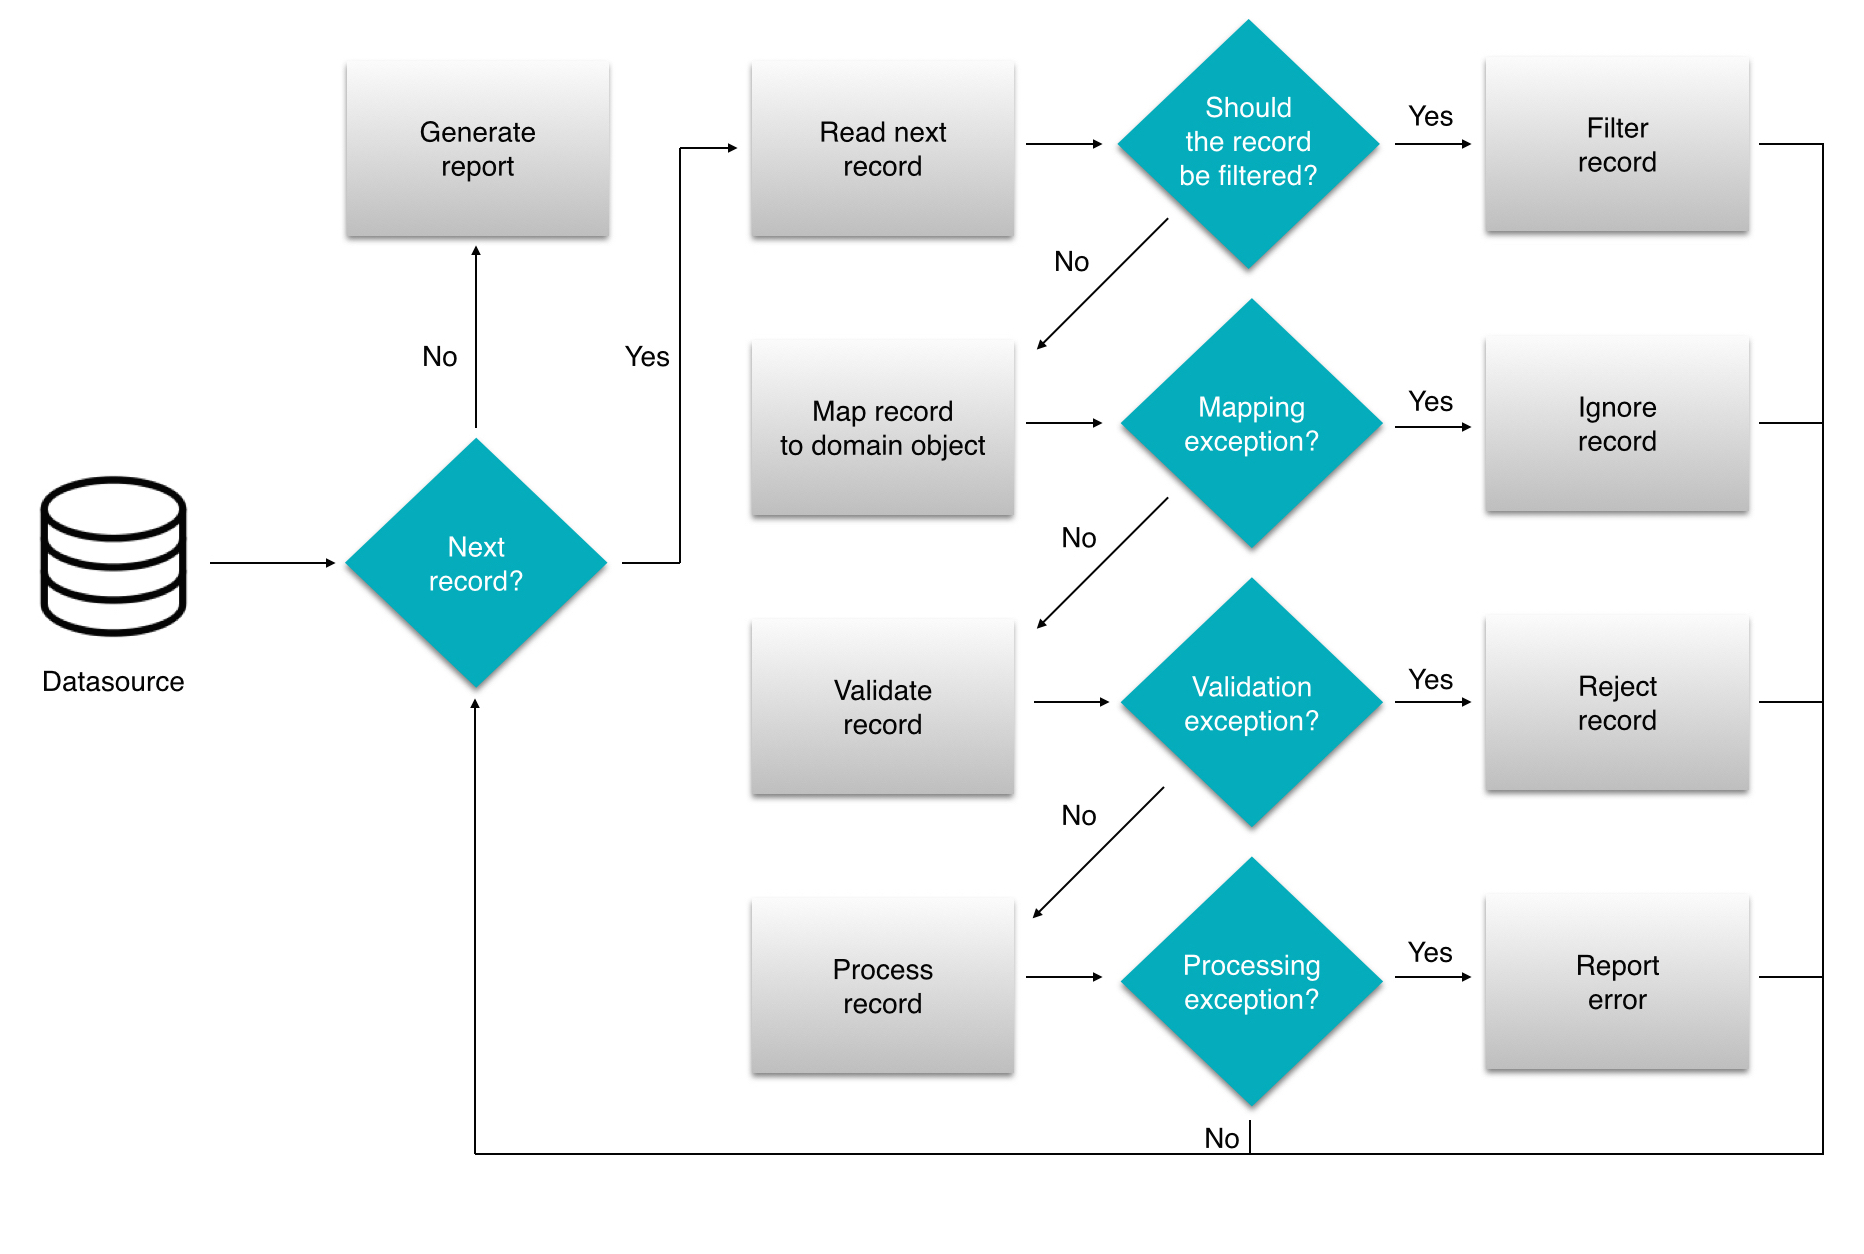 Generate
report
Read next
record
Should
the record
be filtered?
Yes
Filter
record
No
No
Yes
Map record
to domain object
Mapping
exception?
Yes
Ignore
record
No
Next
record?
Datasource
Validate
record
Validation
exception?
Yes
Reject
record
No
Process
record
Processing
exception?
Yes
Report
error
No